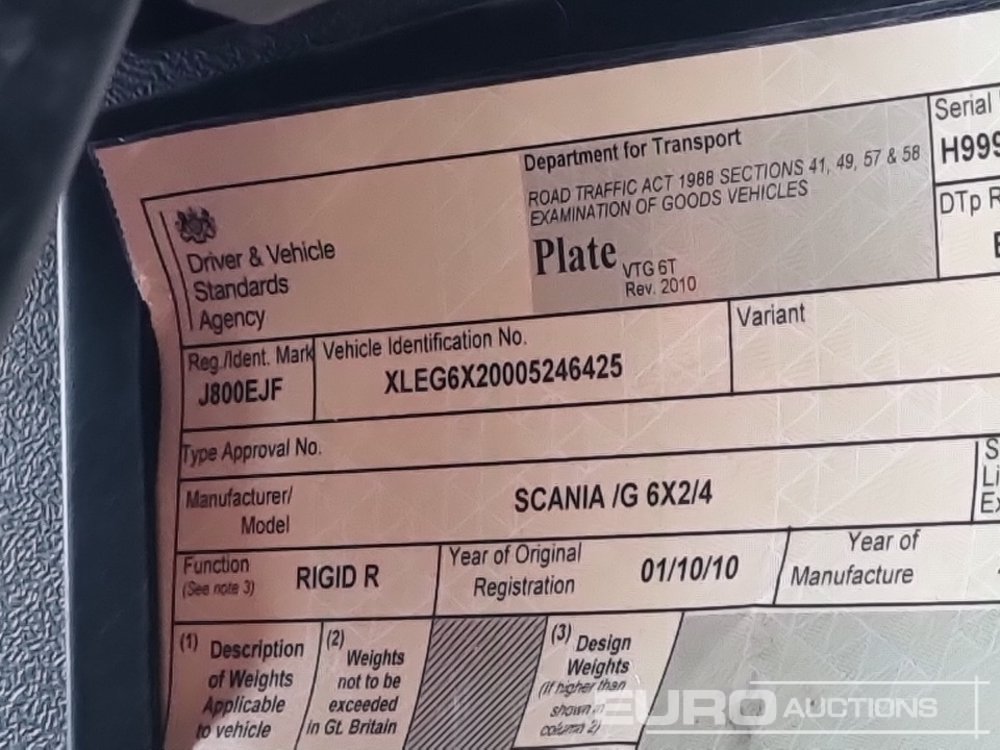 Driver & Vehicle
Standards
Agency
Department for Transport
ROAD TRAFFIC ACT 1988 SECTIONS 41, 49, 57 & 58
EXAMINATION OF GOODS VEHICLES
Plate VTG 6T
Rev. 2010
Serial
H999
DTp R
Reg./Ident. Mark
J800EJF
Vehicle Identification No.
XLEG6X20005246425
Variant
Type Approval No.
Manufacturer/
Model
SCANIA /G 6X2/4
S
Li
Ex
Function
(See note 3)
RIGID R
Year of Original
Registration
01/10/10
Year of
Manufacture
(1) Description
of Weights
Applicable
to vehicle
(2) Weights
not to be
exceeded
in Gt. Britain
(3) Design
Weights
(if higher than
shown in
column 2)
EURO AUCTIONS